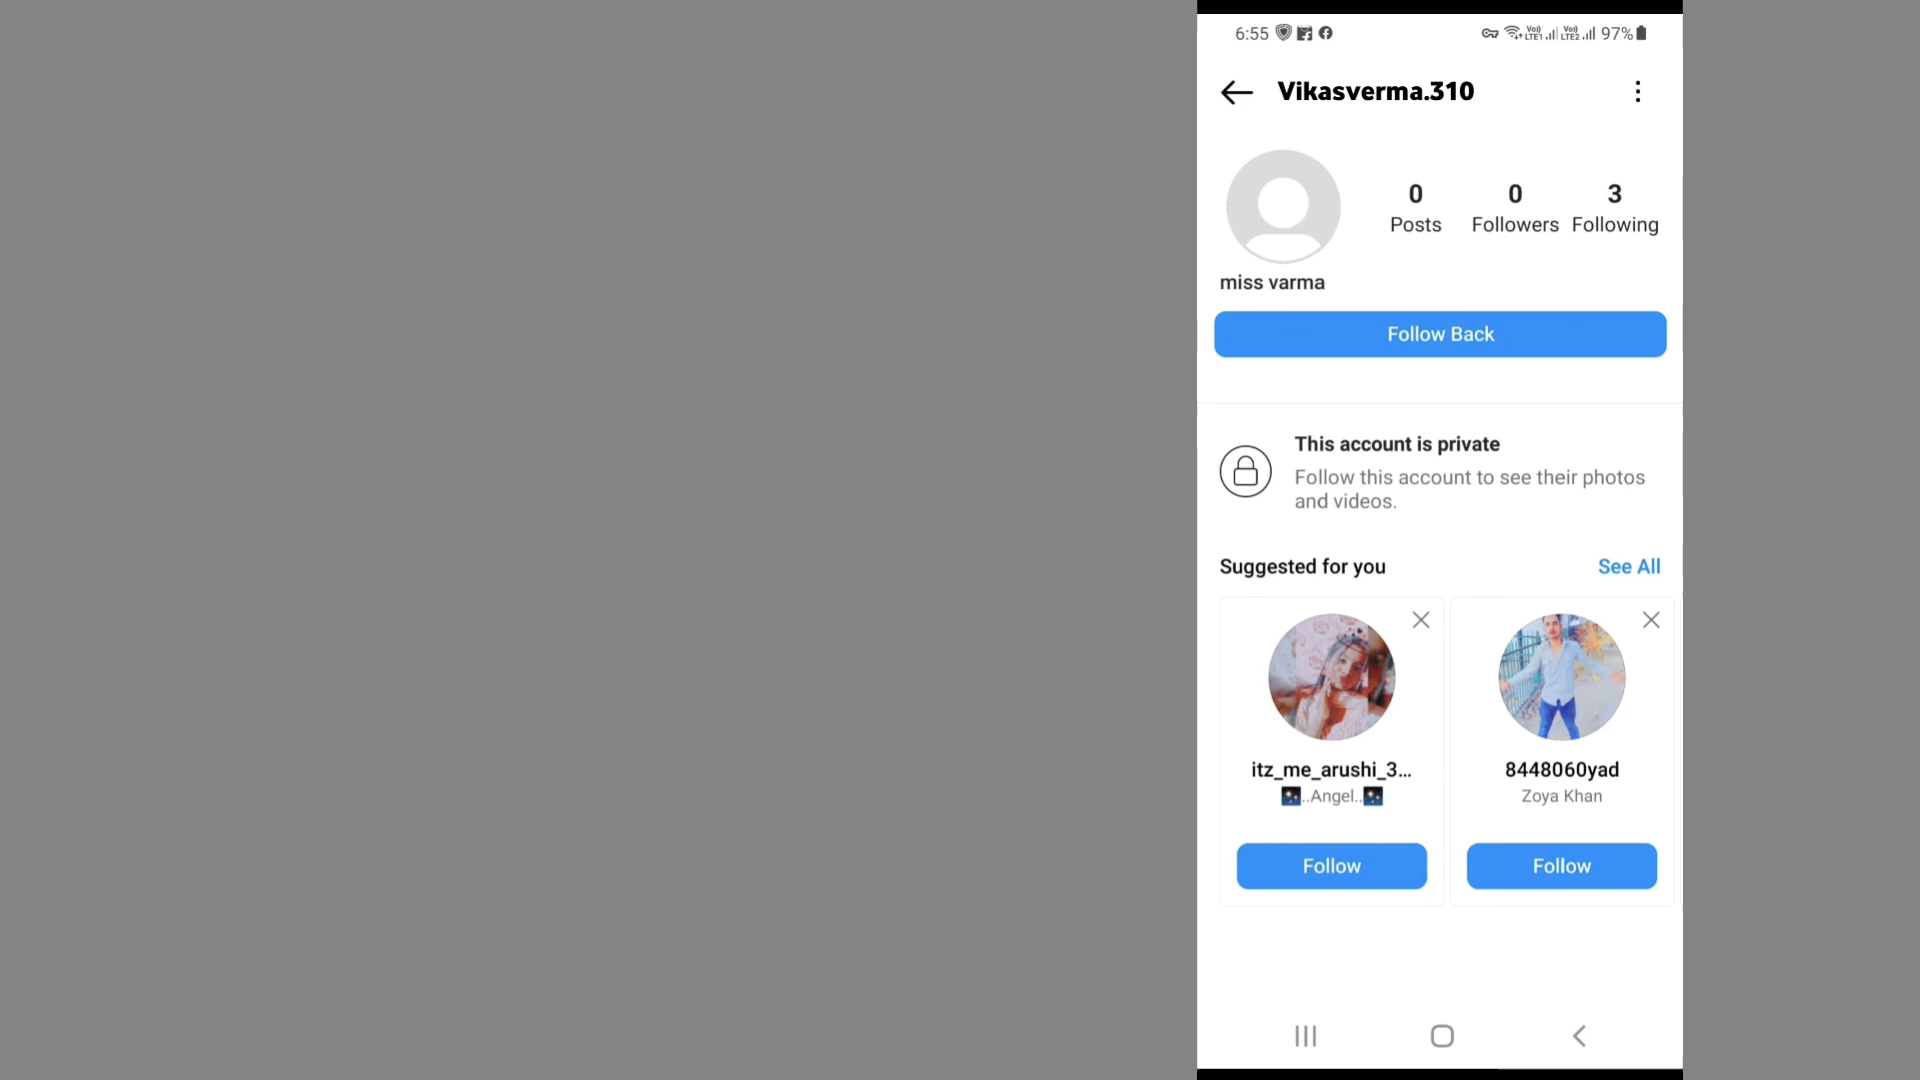 6:55 97%
Vikasverma.310
0 0 3
Posts Followers Following
miss varma
Follow Back
This account is private
Follow this account to see their photos
and videos.
Suggested for you See All
itz_me_arushi_3... 8448060yad
🎇..Angel..🎇 Zoya Khan
Follow Follow